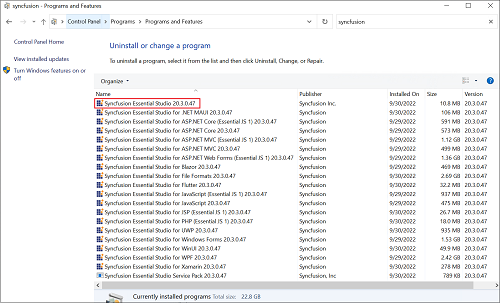 Programs and Features
Control Panel > Programs > Programs and Features
syncfusion
Control Panel Home
View installed updates
Turn Windows features on or off
Uninstall or change a program
To uninstall a program, select it from the list and then click Uninstall, Change, or Repair.
Organize
Name Publisher Installed On Size Version
Syncfusion Essential Studio 20.3.0.47 Syncfusion Inc. 9/30/2022 10.8 MB 20.3.0.47
Syncfusion Essential Studio for .NET MAUI 20.3.0.47 Syncfusion 9/30/2022 106 MB 20.3.0.47
Syncfusion Essential Studio for ASP.NET Core (Essential JS 1) 20.3.0.47 Syncfusion 9/29/2022 591 MB 20.3.0.47
Syncfusion Essential Studio for ASP.NET Core 20.3.0.47 Syncfusion 9/29/2022 573 MB 20.3.0.47
Syncfusion Essential Studio for ASP.NET MVC (Essential JS 1) 20.3.0.47 Syncfusion 9/29/2022 1.12 GB 20.3.0.47
Syncfusion Essential Studio for ASP.NET MVC 20.3.0.47 Syncfusion 9/29/2022 499 MB 20.3.0.47
Syncfusion Essential Studio for ASP.NET Web Forms (Essential JS 1) 20.3.0.47 Syncfusion 9/29/2022 1.36 GB 20.3.0.47
Syncfusion Essential Studio for Blazor 20.3.0.47 Syncfusion 9/29/2022 469 MB 20.3.0.47
Syncfusion Essential Studio for File Formats 20.3.0.47 Syncfusion 9/30/2022 2.69 GB 20.3.0.47
Syncfusion Essential Studio for Flutter 20.3.0.47 Syncfusion 9/30/2022 32.2 MB 20.3.0.47
Syncfusion Essential Studio for JavaScript (Essential JS 1) 20.3.0.47 Syncfusion 9/29/2022 937 MB 20.3.0.47
Syncfusion Essential Studio for JavaScript 20.3.0.47 Syncfusion 9/29/2022 475 MB 20.3.0.47
Syncfusion Essential Studio for JSP (Essential JS 1) 20.3.0.47 Syncfusion 9/30/2022 26.7 MB 20.3.0.47
Syncfusion Essential Studio for PHP (Essential JS 1) 20.3.0.47 Syncfusion 9/30/2022 18.0 MB 20.3.0.47
Syncfusion Essential Studio for UWP 20.3.0.47 Syncfusion 9/29/2022 935 MB 20.3.0.47
Syncfusion Essential Studio for Windows Forms 20.3.0.47 Syncfusion 9/29/2022 1.53 GB 20.3.0.47
Syncfusion Essential Studio for WinUI 20.3.0.47 Syncfusion 9/30/2022 49.9 MB 20.3.0.47
Syncfusion Essential Studio for WPF 20.3.0.47 Syncfusion 9/29/2022 2.42 GB 20.3.0.47
Syncfusion Essential Studio for Xamarin 20.3.0.47 Syncfusion 9/29/2022 278 MB 20.3.0.47
Syncfusion Essential Studio Service Pack 20.3.0.47 Syncfusion, Inc. 9/30/2022 789 KB 20.3.0.47
Currently installed programs Total size: 22.8 GB